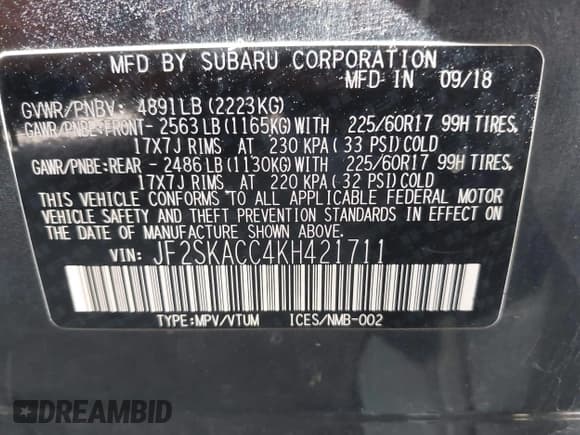 MFD BY SUBARU CORPORATION
MFD IN 09/18
GVWR/PNBV: 4891LB(2223KG)
GAWR/PNBE:FRONT- 2563LB(1165KG)WITH 225/60R17 99H TIRES,
17X7J RIMS AT 230 KPA(33 PSI)COLD
GAWR/PNBE:REAR - 2486LB(1130KG)WITH 225/60R17 99H TIRES,
17X7J RIMS AT 220 KPA(32 PSI)COLD
THIS VEHICLE CONFORMS TO ALL APPLICABLE FEDERAL MOTOR
VEHICLE SAFETY AND THEFT PREVENTION STANDARDS IN EFFECT ON
THE DATE OF MANUFACTURE SHOWN ABOVE.
VIN: JF2SKACC4KH421711
TYPE:MPV/VTUM ICES/NMB-002
DREAMBID